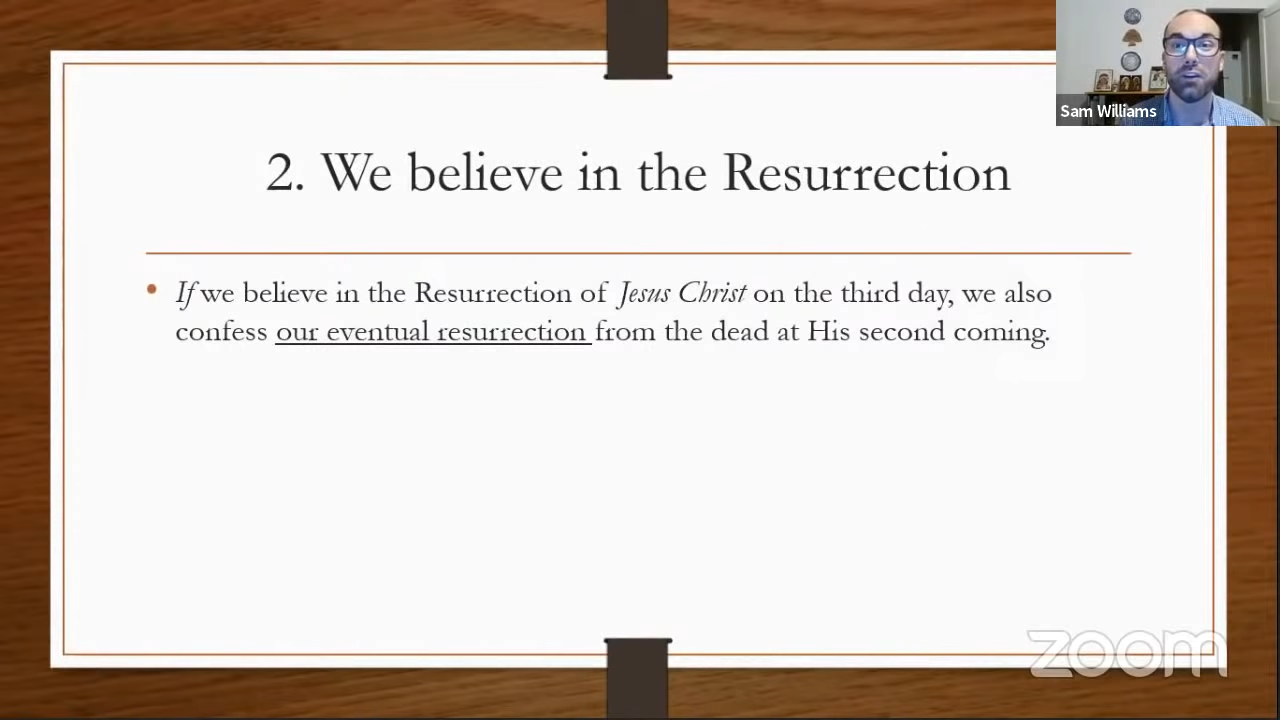 Sam Williams
2. We believe in the Resurrection
• If we believe in the Resurrection of Jesus Christ on the third day, we also
confess our eventual resurrection from the dead at His second coming.
zoom